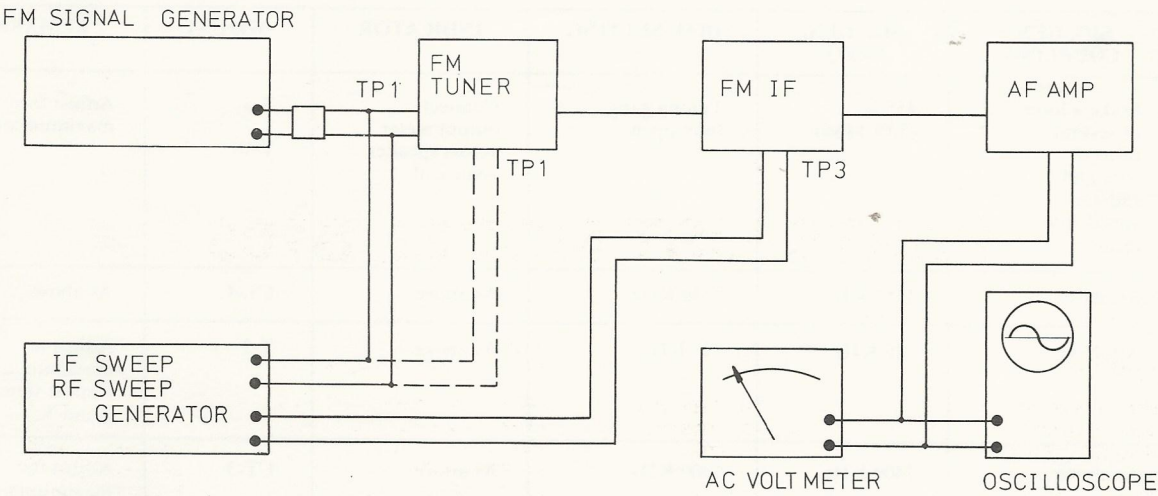 FM SIGNAL GENERATOR
TP1
FM
TUNER
FM IF
AF AMP
TP1
TP3
IF SWEEP
RF SWEEP
GENERATOR
AC VOLTMETER
OSCILLOSCOPE